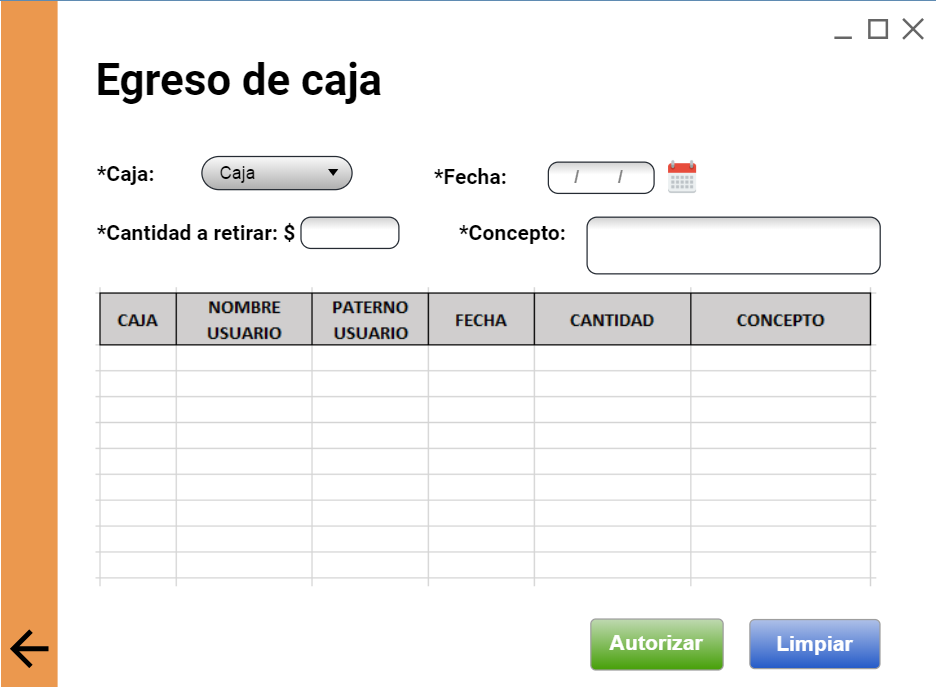 Egreso de caja
*Caja: Caja *Fecha: / /
*Cantidad a retirar: $ *Concepto:
CAJA NOMBRE USUARIO PATERNO USUARIO FECHA CANTIDAD CONCEPTO
Autorizar Limpiar